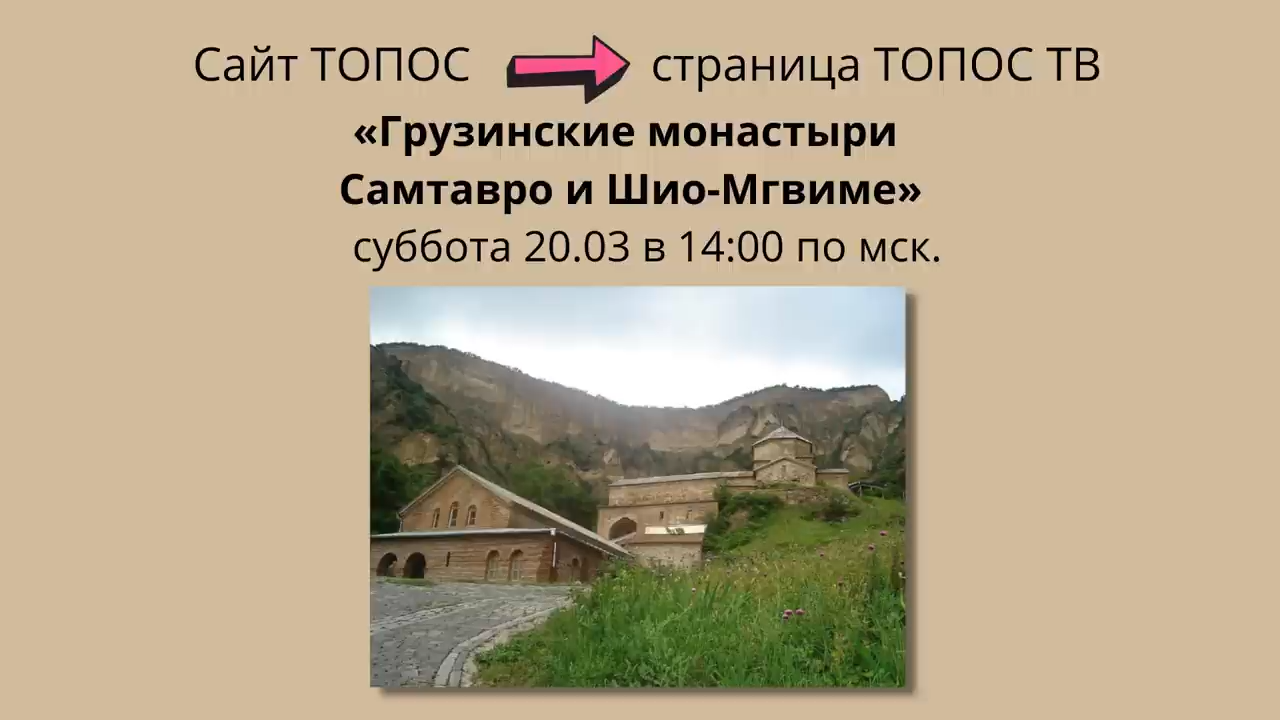 Сайт ТОПОС страница ТОПОС ТВ
«Грузинские монастыри
Самтавро и Шио-Мгвиме»
суббота 20.03 в 14:00 по мск.